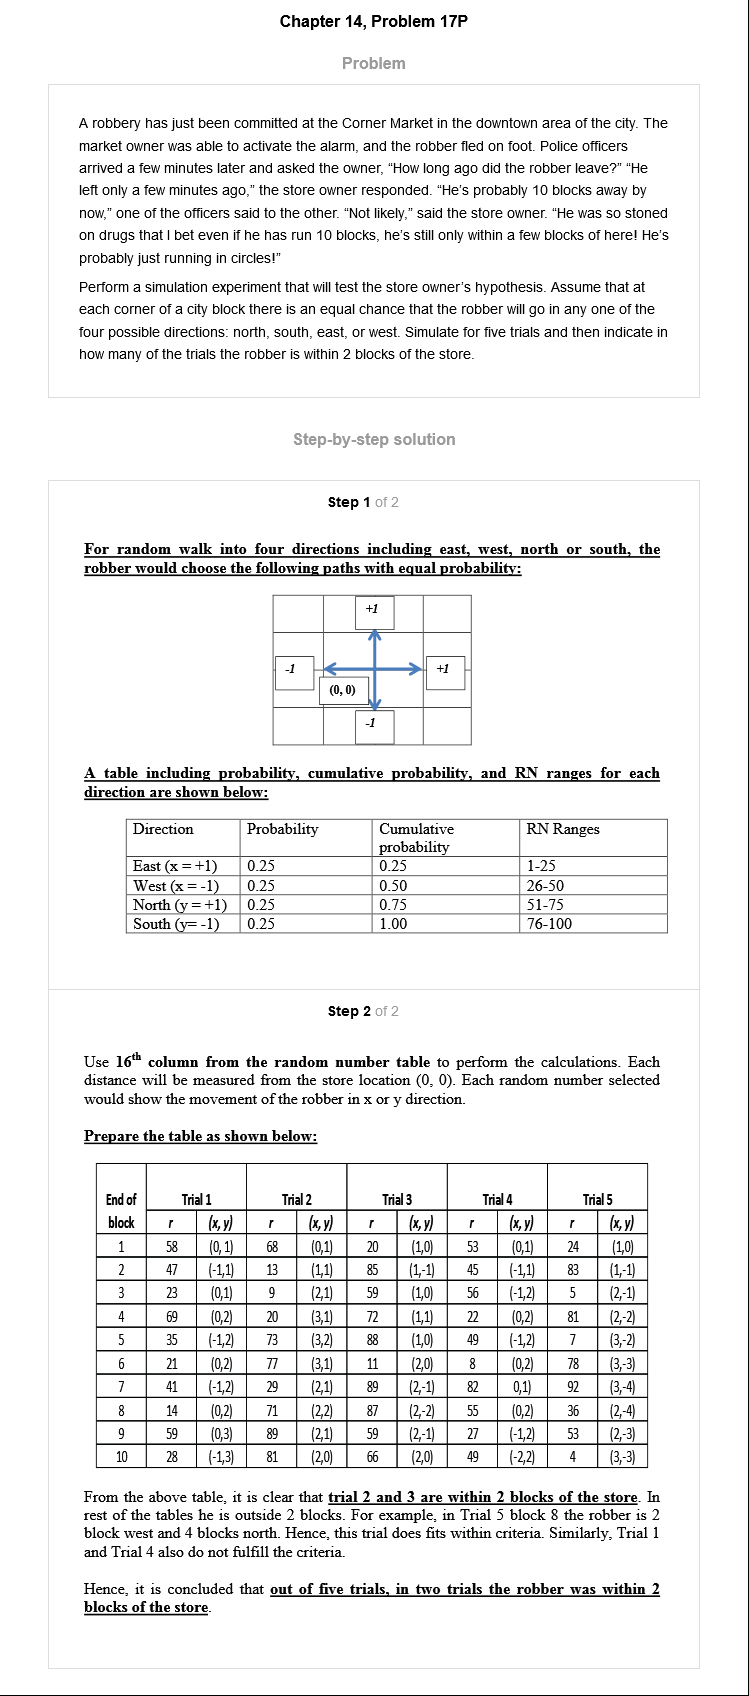 Chapter 14, Problem 17P
Problem
A robbery has just been committed at the Corner Market in the downtown area of the city. The
market owner was able to activate the alarm, and the robber fled on foot. Police officers
arrived a few minutes later and asked the owner, “How long ago did the robber leave?” “He
left only a few minutes ago,” the store owner responded. “He’s probably 10 blocks away by
now,” one of the officers said to the other. “Not likely,” said the store owner. “He was so stoned
on drugs that I bet even if he has run 10 blocks, he’s still only within a few blocks of here! He’s
probably just running in circles!”
Perform a simulation experiment that will test the store owner’s hypothesis. Assume that at
each corner of a city block there is an equal chance that the robber will go in any one of the
four possible directions: north, south, east, or west. Simulate for five trials and then indicate in
how many of the trials the robber is within 2 blocks of the store.
Step-by-step solution
Step 1 of 2
For random walk into four directions including east, west, north or south, the
robber would choose the following paths with equal probability:
+1
-1 +1
(0, 0)
-1
A table including probability, cumulative probability, and RN ranges for each
direction are shown below:
Direction Probability Cumulative RN Ranges
probability
East (x = +1) 0.25 0.25 1-25
West (x = -1) 0.25 0.50 26-50
North (y = +1) 0.25 0.75 51-75
South (y= -1) 0.25 1.00 76-100
Step 2 of 2
Use 16th column from the random number table to perform the calculations. Each
distance will be measured from the store location (0, 0). Each random number selected
would show the movement of the robber in x or y direction.
Prepare the table as shown below:
End of Trial 1 Trial 2 Trial 3 Trial 4 Trial 5
block r (x, y) r (x, y) r (x, y) r (x, y) r (x, y)
1 58 (0, 1) 68 (0,1) 20 (1,0) 53 (0,1) 24 (1,0)
2 47 (-1,1) 13 (1,1) 85 (1,-1) 45 (-1,1) 83 (1,-1)
3 23 (0,1) 9 (2,1) 59 (1,0) 56 (-1,2) 5 (2,-1)
4 69 (0,2) 20 (3,1) 72 (1,1) 22 (0,2) 81 (2,-2)
5 35 (-1,2) 73 (3,2) 88 (1,0) 49 (-1,2) 7 (3,-2)
6 21 (0,2) 77 (3,1) 11 (2,0) 8 (0,2) 78 (3,-3)
7 41 (-1,2) 29 (2,1) 89 (2,-1) 82 0,1) 92 (3,-4)
8 14 (0,2) 71 (2,2) 87 (2,-2) 55 (0,2) 36 (2,-4)
9 59 (0,3) 89 (2,1) 59 (2,-1) 27 (-1,2) 53 (2,-3)
10 28 (-1,3) 81 (2,0) 66 (2,0) 49 (-2,2) 4 (3,-3)
From the above table, it is clear that trial 2 and 3 are within 2 blocks of the store. In
rest of the tables he is outside 2 blocks. For example, in Trial 5 block 8 the robber is 2
block west and 4 blocks north. Hence, this trial does fits within criteria. Similarly, Trial 1
and Trial 4 also do not fulfill the criteria.
Hence, it is concluded that out of five trials, in two trials the robber was within 2
blocks of the store.